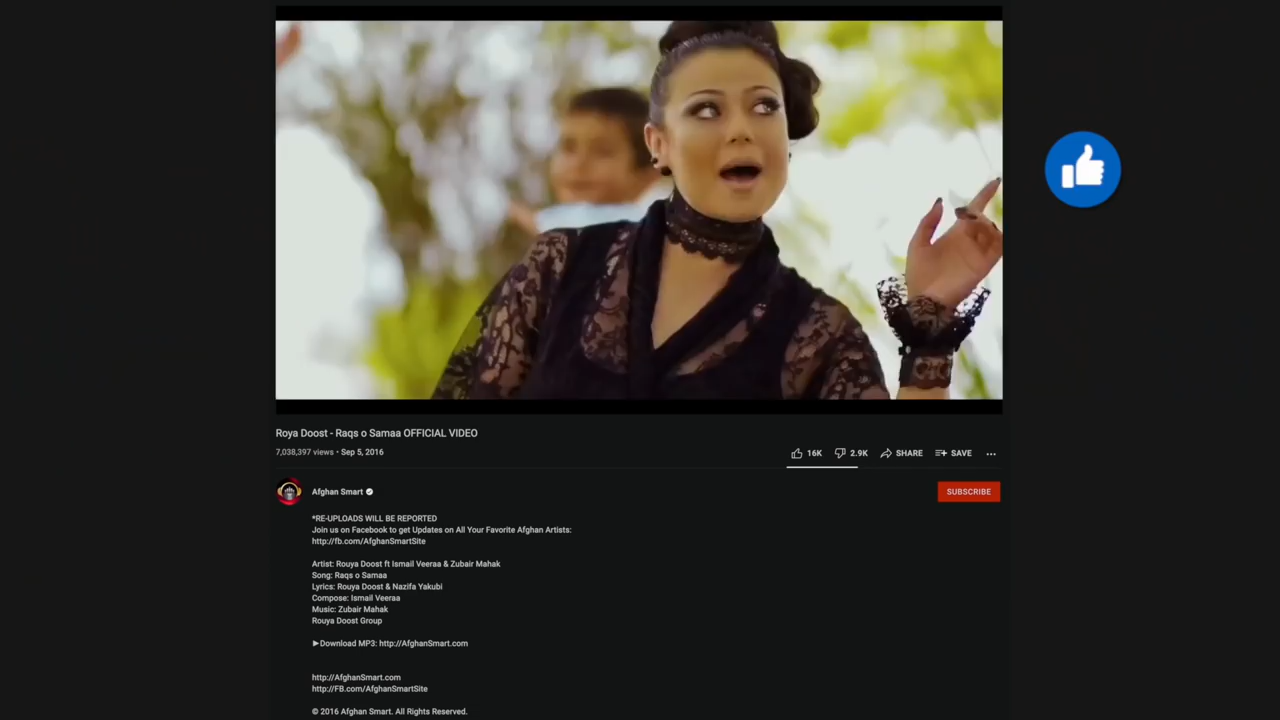 Roya Doost - Raqs o Samaa OFFICIAL VIDEO
7,038,397 views • Sep 5, 2016
16K 2.9K SHARE SAVE ...
Afghan Smart
SUBSCRIBE
*RE-UPLOADS WILL BE REPORTED
Join us on Facebook to get Updates on All Your Favorite Afghan Artists:
http://fb.com/AfghanSmartSite
Artist: Rouya Doost ft Ismail Veeraa & Zubair Mahak
Song: Raqs o Samaa
Lyrics: Rouya Doost & Nazifa Yakubi
Compose: Ismail Veeraa
Music: Zubair Mahak
Rouya Doost Group
►Download MP3: http://AfghanSmart.com
http://AfghanSmart.com
http://FB.com/AfghanSmartSite
© 2016 Afghan Smart. All Rights Reserved.